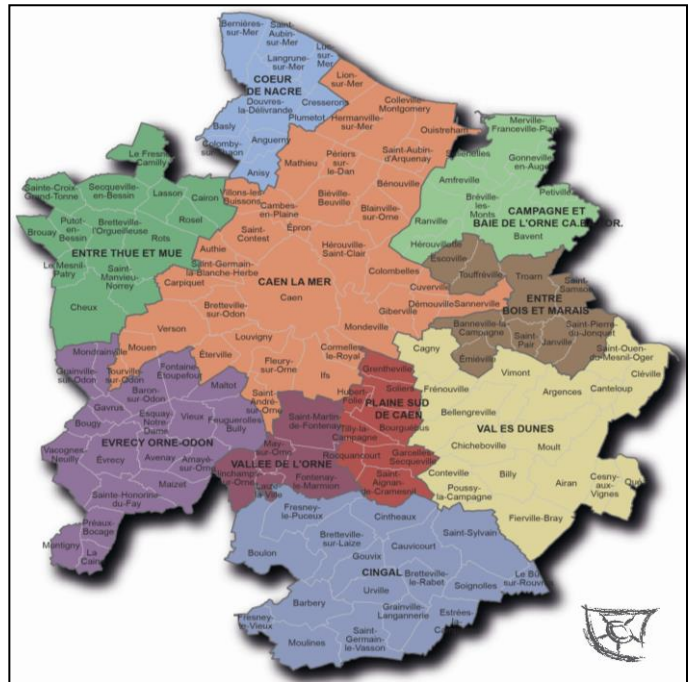 Bernières-
sur-Mer
Saint-
Aubin-
sur-Mer
Langrune-
sur-Mer
sur-Mer
COEUR
DE NACRE
Douvres-
la-Délivrande
Cresserons
Plumetot
Basly
Anguerny
Anisy
Lion-
sur-Mer
Hermanville-
sur-Mer
Colleville-
Montgomery
Ouistreham
Mathieu
Périers-
sur-le
Dan
Saint-Aubin-
d'Arquenay
Bénouville
Biéville-
Beuville
Blainville-
sur-Orne
Cambes-
en-Plaine
Villons-les-
Buissons
Épron
Saint-
Contest
Hérouville-
Saint-Clair
Authie
Saint-Germain-
la-Blanche-Herbe
Carpiquet
CAEN LA MER
Caen
Colombelles
Cuverville
Démouville
Sannerville
Giberville
Mondeville
Bretteville-
sur-Odon
Verson
Mouen
Louvigny
Éterville
Fleury-
sur-Orne
Cormelles-
le-Royal
Ifs
Tourville-
sur-Odon
Saint-
André-
sur-Orne
Merville-
Franceville-Plage
Gonneville-
en-Auge
Amfreville
Petiville
Bréville-
les-
Monts
Ranville
CAMPAGNE ET
BAIE DE L'ORNE CA.B
OR.
Hérouvillette
Bavent
Escoville
Touffréville
Troarn
Saint-
Samson
ENTRE
BOIS ET MARAIS
Banneville-la-
Campagne
Saint-
Pair
Janville
Saint-Pierre-
du-Jonquet
Émiéville
Le Fresne-
Camilly
Sainte-Croix-
Grand-Tonne
Secqueville-
en-Bessin
Lasson
Cairon
Putot-
en-Bessin
Bretteville-
l'Orgueilleuse
Rosel
Brouay
Rots
ENTRE THUE ET MUE
Le Mesnil-
Patry
Saint-
Manvieu-
Norrey
Cheux
Mondrainville
Grainville-
sur-Odon
Fontaine-
Étoupefour
Baron-
sur-Odon
Maltot
Gavrus
Esquay-
Notre-
Dame
Vieux
Feuguerolles-
Bully
Bougy
EVRECY ORNE-ODON
Vacognes-
Neuilly
Évrecy
Avenay
Amayé-
sur-Orne
Maizet
Sainte-Honorine-
du-Fay
Préaux-
Bocage
Montigny
La
Caine
Saint-Martin-
de-Fontenay
May-
sur-Orne
VALLEE DE L'ORNE
Fontenay-
le-Marmion
Grentheville
Soliers
Hubert-
Folie
PLAINE SUD
DE CAEN
Bourguébus
Tilly-la-
Campagne
Rocquancourt
Garcelles-
Secqueville
Saint-
Aignan-
de-Cramesnil
Cagny
Vimont
Saint-Ouen-
du-Mesnil-Oger
Cléville
Frénouville
Argences
Canteloup
Bellengreville
VAL ES DUNES
Chicheboville
Moult
Conteville
Billy
Airan
Cesny-
aux-
Vignes
Poussy-
la-Campagne
Fierville-Bray
Fresney-
le-Puceux
Cintheaux
Bretteville-
sur-Laize
Cauvicourt
Saint-Sylvain
Boulon
Gouvix
CINGAL
Bretteville-
le-Rabet
Soignolles
Urville
Barbery
Grainville-
Langannerie
Estrées-
la-
Fresney-
le-Vieux
Moulines
Saint-
Germain-
le-Vasson